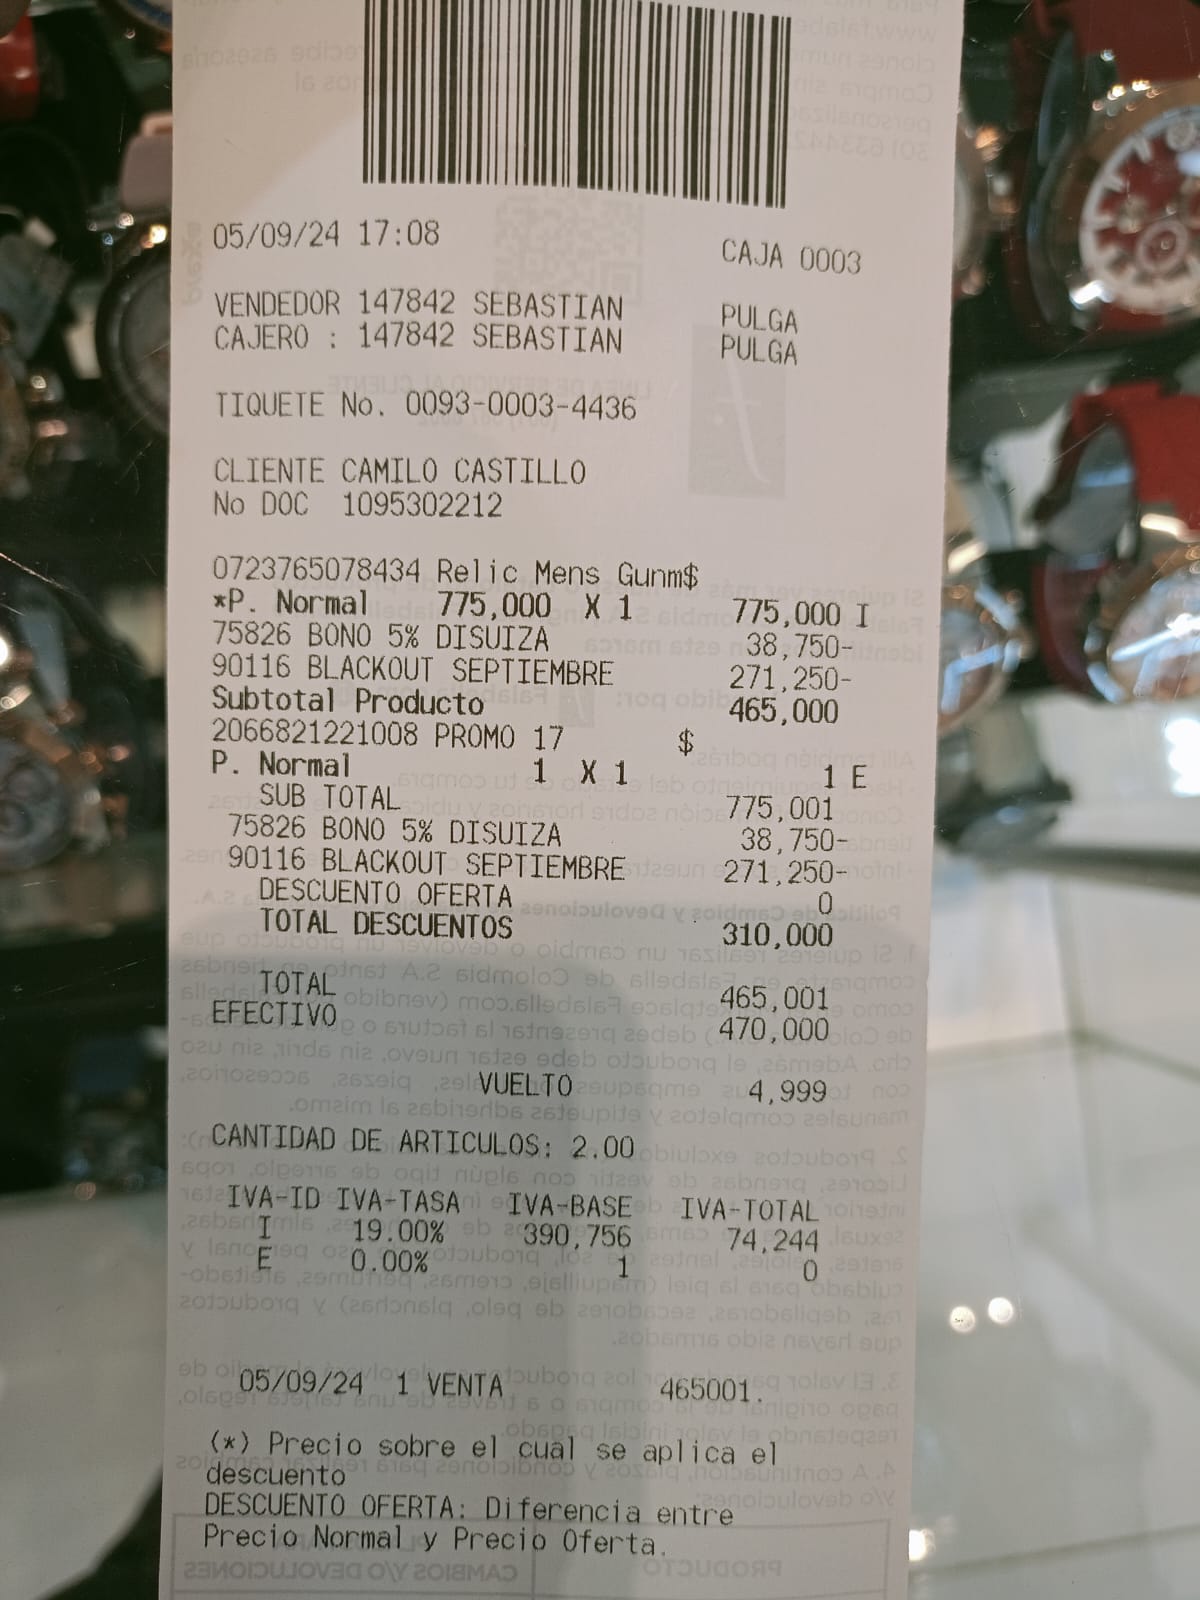 05/09/24 17:08 CAJA 0003
VENDEDOR 147842 SEBASTIAN PULGA
CAJERO : 147842 SEBASTIAN PULGA
TIQUETE No. 0093-0003-4436
CLIENTE CAMILO CASTILLO
No DOC 1095302212
0723765078434 Relic Mens Gunm$
*P. Normal 775,000 X 1 775,000 I
75826 BONO 5% DISUIZA 38,750-
90116 BLACKOUT SEPTIEMBRE 271,250-
Subtotal Producto 465,000
2066821221008 PROMO 17 $
P. Normal 1 X 1 1 E
SUB TOTAL 775,001
75826 BONO 5% DISUIZA 38,750-
90116 BLACKOUT SEPTIEMBRE 271,250-
DESCUENTO OFERTA 0
TOTAL DESCUENTOS 310,000
TOTAL 465,001
EFECTIVO 470,000
VUELTO 4,999
CANTIDAD DE ARTICULOS: 2.00
IVA-ID IVA-TASA IVA-BASE IVA-TOTAL
I 19.00% 390,756 74,244
E 0.00% 1 0
05/09/24 1 VENTA 465001.
(*) Precio sobre el cual se aplica el
descuento
DESCUENTO OFERTA: Diferencia entre
Precio Normal y Precio Oferta.